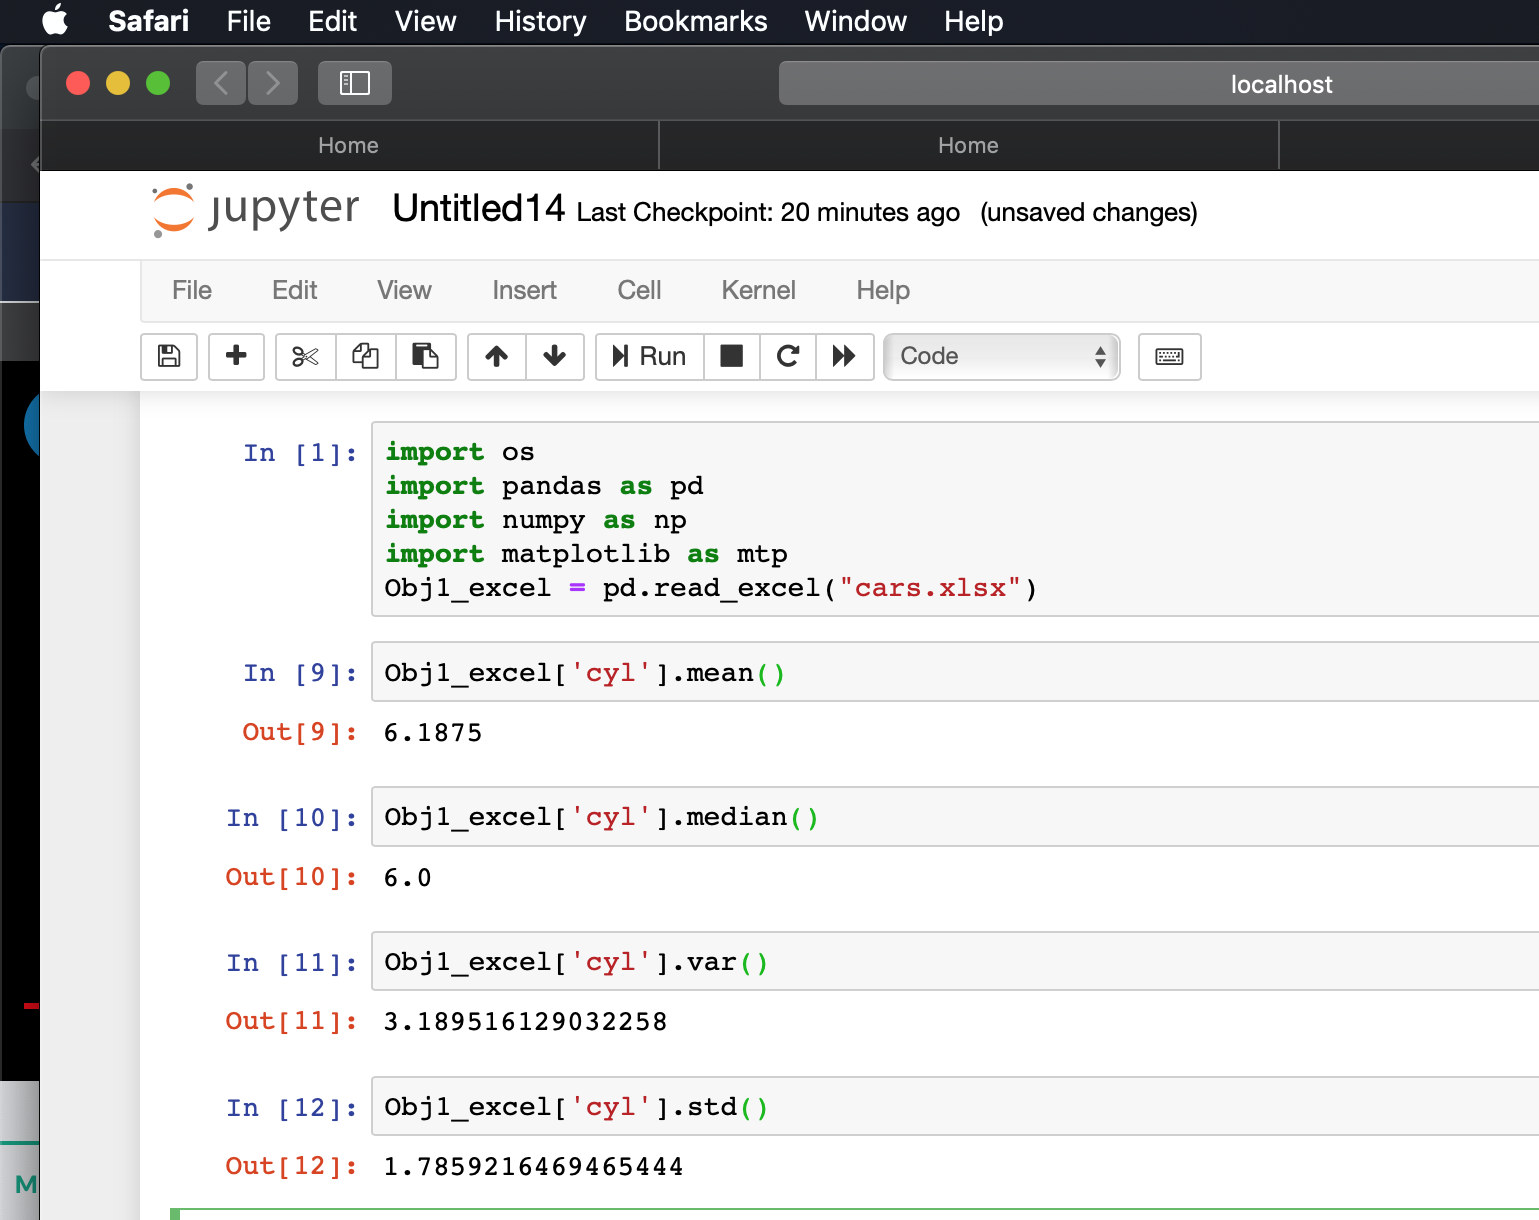 Safari File Edit View History Bookmarks Window Help
localhost
Home Home
jupyter Untitled14 Last Checkpoint: 20 minutes ago (unsaved changes)
File Edit View Insert Cell Kernel Help
Run Code
In [1]: import os
import pandas as pd
import numpy as np
import matplotlib as mtp
Obj1_excel = pd.read_excel("cars.xlsx")
In [9]: Obj1_excel['cyl'].mean()
Out[9]: 6.1875
In [10]: Obj1_excel['cyl'].median()
Out[10]: 6.0
In [11]: Obj1_excel['cyl'].var()
Out[11]: 3.189516129032258
In [12]: Obj1_excel['cyl'].std()
Out[12]: 1.7859216469465444
M